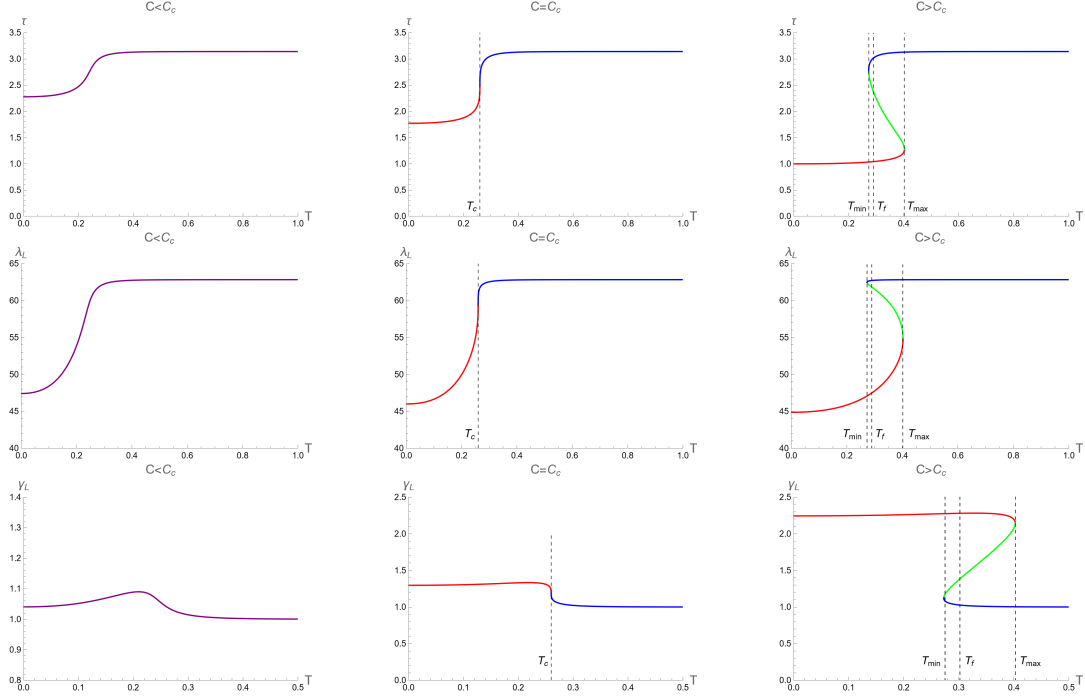 C<C_c
C=C_c
C>C_c
τ
τ
τ
3.5
3.0
2.5
2.0
1.5
1.0
0.5
0.0
0.0 0.2 0.4 0.6 0.8 1.0 T
3.5
3.0
2.5
2.0
1.5
1.0
0.5
0.0
T_c
0.0 0.2 0.4 0.6 0.8 1.0 T
3.5
3.0
2.5
2.0
1.5
1.0
0.5
0.0
T_min T_f T_max
0.0 0.2 0.4 0.6 0.8 1.0 T
C<C_c
C=C_c
C>C_c
λ_L
λ_L
λ_L
65
60
55
50
45
40
0.0 0.2 0.4 0.6 0.8 1.0 T
65
60
55
50
45
40
T_c
0.0 0.2 0.4 0.6 0.8 1.0 T
65
60
55
50
45
40
T_min T_f T_max
0.0 0.2 0.4 0.6 0.8 1.0 T
C<C_c
C=C_c
C>C_c
γ_L
γ_L
γ_L
1.4
1.3
1.2
1.1
1.0
0.9
0.8
0.0 0.1 0.2 0.3 0.4 0.5 T
2.5
2.0
1.5
1.0
0.5
0.0
T_c
0.0 0.1 0.2 0.3 0.4 0.5 T
2.5
2.0
1.5
1.0
0.5
0.0
T_min T_f T_max
0.0 0.1 0.2 0.3 0.4 0.5 T